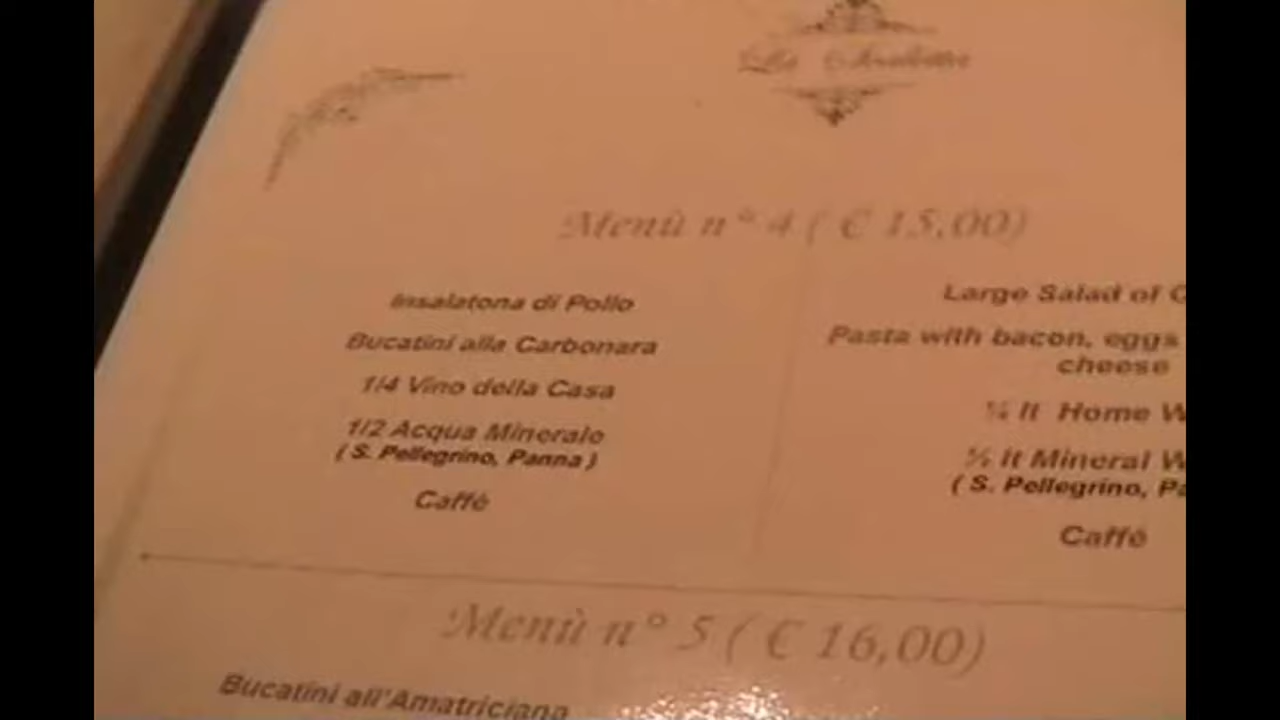 Menù n° 4 ( € 15,00)
Insalatona di Pollo
Bucatini alla Carbonara
1/4 Vino della Casa
1/2 Acqua Minerale
( S. Pellegrino, Panna )
Caffé
Large Salad of
Pasta with bacon, eggs
cheese
¼ lt Home
½ lt Mineral
( S. Pellegrino,
Caffé
Menù n° 5 ( € 16,00)
Bucatini all'Amatriciana